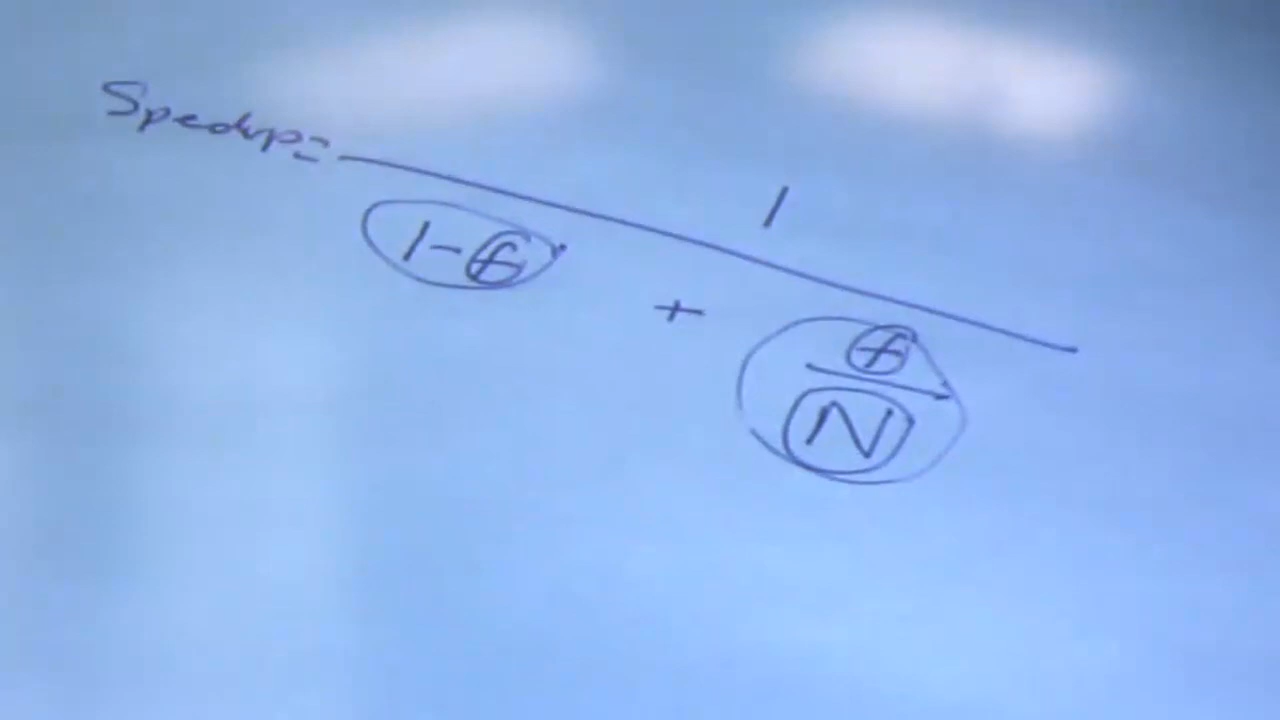 Speedup= 1
1-f + f
N